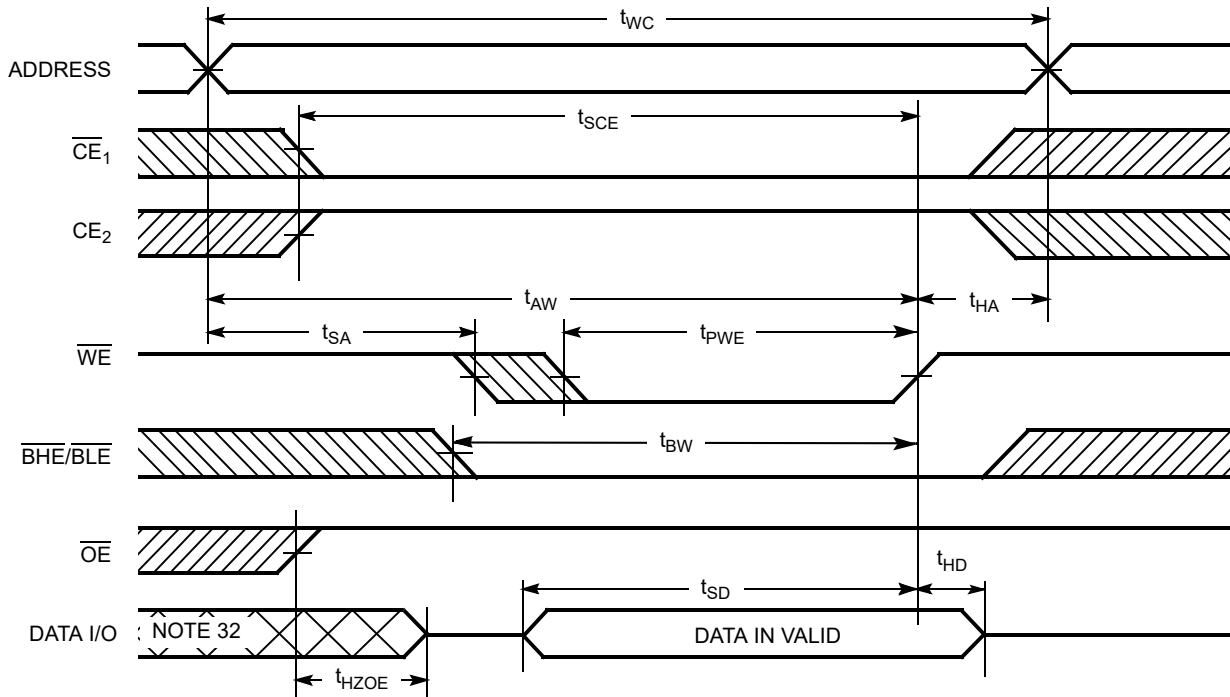 tWC
ADDRESS
tSCE
CE1
CE2
tAW
tHA
tSA
tPWE
WE
tBW
BHE/BLE
OE
tHD
tSD
DATA I/O
NOTE 32
DATA IN VALID
tHZOE